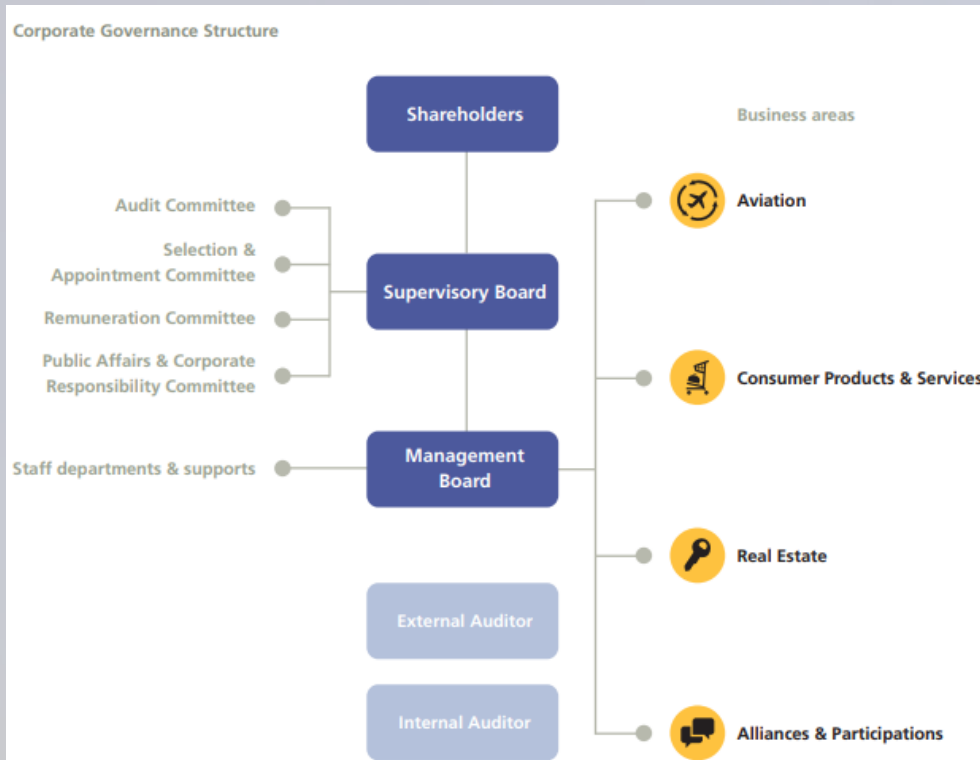 Corporate Governance Structure
Shareholders
Business areas
Audit Committee
Selection &
Appointment Committee
Remuneration Committee
Public Affairs & Corporate
Responsibility Committee
Staff departments & supports
Supervisory Board
Management
Board
External Auditor
Internal Auditor
Aviation
Consumer Products & Services
Real Estate
Alliances & Participations